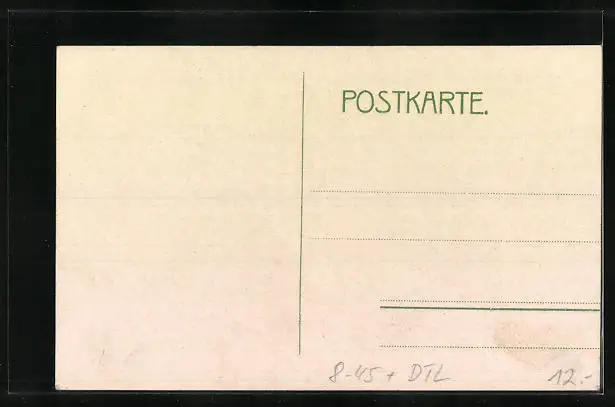 POSTKARTE.
8-45 + DTL
12.-